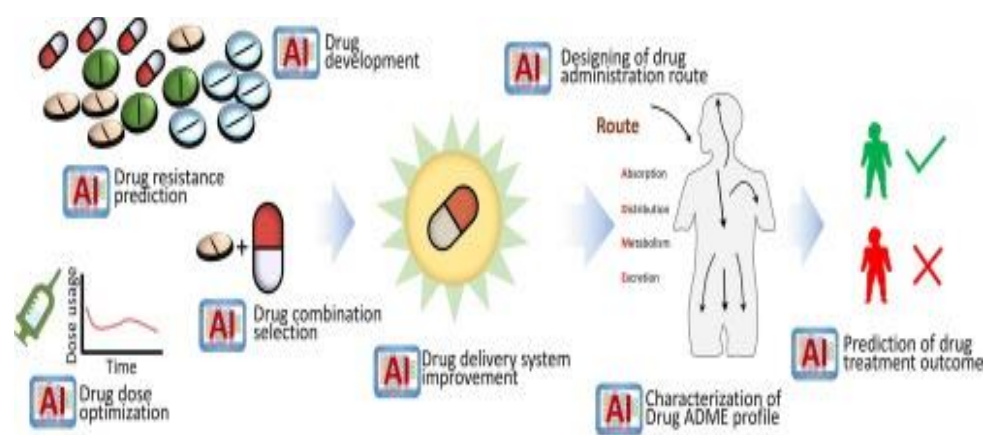 AI
Drug
development
AI
Drug resistance
prediction
Dose usage
Time
AI
Drug dose
optimization
+
AI
Drug combination
selection
AI
Drug delivery system
improvement
AI
Designing of drug
administration route
Route
Absorption
Distribution
Metabolism
Excretion
AI
Characterization of
Drug ADME profile
AI
Prediction of drug
treatment outcome